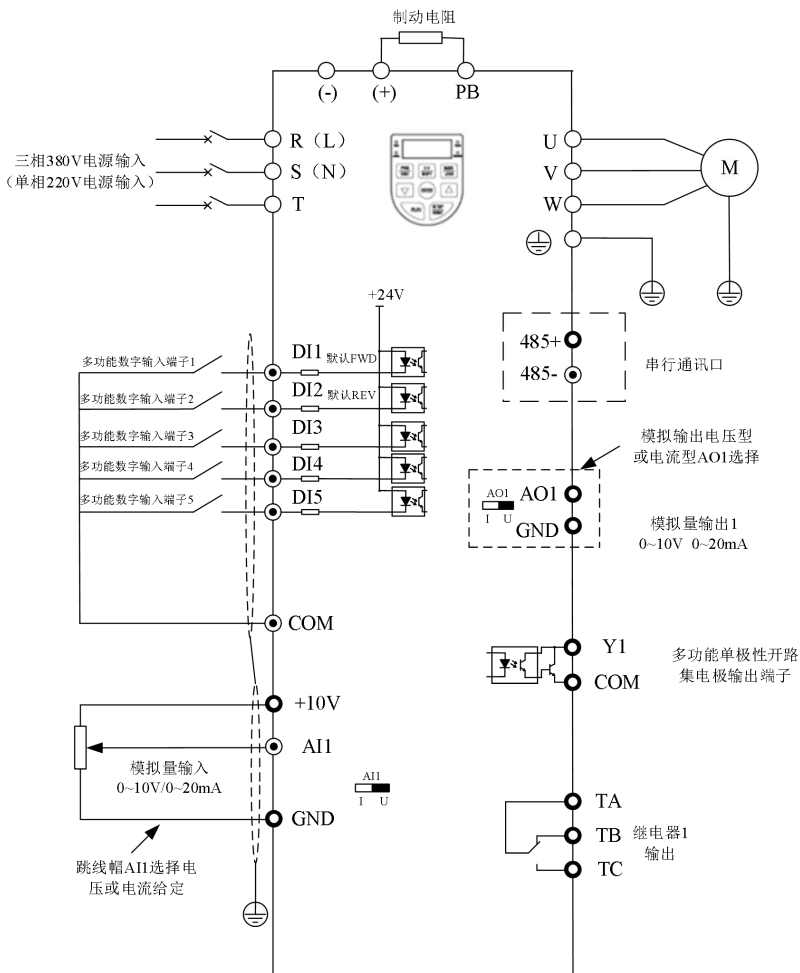 制动电阻
(-)
(+)
PB
三相380V电源输入
（单相220V电源输入）
R（L）
S（N）
T
U
V
W
M
+24V
多功能数字输入端子1
DI1 默认FWD
多功能数字输入端子2
DI2 默认REV
多功能数字输入端子3
DI3
多功能数字输入端子4
DI4
多功能数字输入端子5
DI5
COM
485+
485-
串行通讯口
模拟输出电压型
或电流型AO1选择
AO1
I U
AO1
GND
模拟量输出1
0~10V 0~20mA
Y1
COM
多功能单极性开路
集电极输出端子
+10V
AI1
模拟量输入
0~10V/0~20mA
GND
AI1
I U
跳线帽AI1选择电
压或电流给定
TA
TB
TC
继电器1
输出